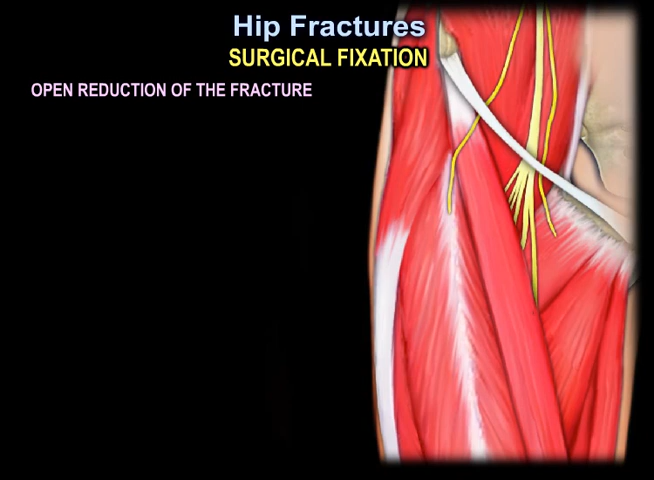 Hip Fractures
SURGICAL FIXATION
OPEN REDUCTION OF THE FRACTURE